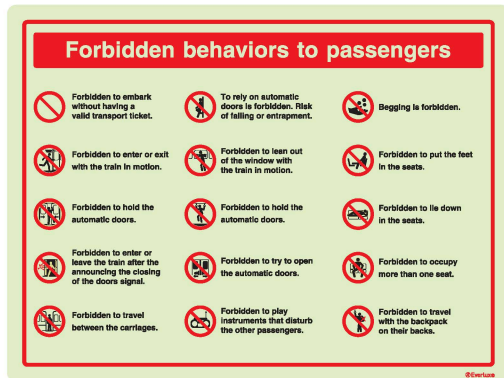 Forbidden behaviors to passengers
Forbidden to embark
without having a
valid transport ticket.
Forbidden to enter or exit
with the train in motion.
Forbidden to hold the
automatic doors.
Forbidden to enter or
leave the train after the
announcing the closing
of the doors signal.
Forbidden to travel
between the carriages.
To rely on automatic
doors is forbidden. Risk
of falling or entrapment.
Forbidden to lean out
of the window with
the train in motion.
Forbidden to hold the
automatic doors.
Forbidden to try to open
the automatic doors.
Forbidden to play
instruments that disturb
the other passengers.
Begging is forbidden.
Forbidden to put the feet
in the seats.
Forbidden to lie down
in the seats.
Forbidden to occupy
more than one seat.
Forbidden to travel
with the backpack
on their backs.
@Everluxe